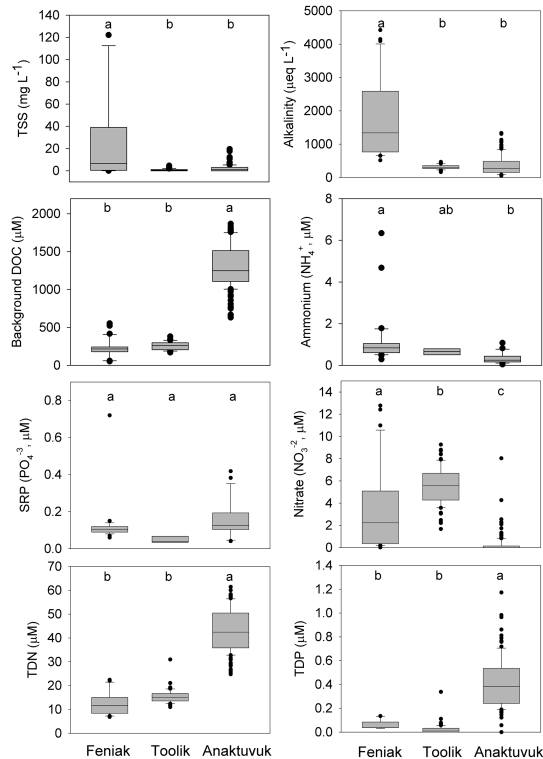 a b b
TSS (mg L-1)
140
120
100
80
60
40
20
0
a b b
Alkalinity (μeq L-1)
5000
4000
3000
2000
1000
0
b b a
Background DOC (μM)
2000
1500
1000
500
0
a ab b
Ammonium (NH4+, μM)
8
6
4
2
0
a a a
SRP (PO4-3, μM)
0.8
0.6
0.4
0.2
0.0
a b c
Nitrate (NO3-2, μM)
14
12
10
8
6
4
2
0
b b a
TDN (μM)
70
60
50
40
30
20
10
0
Feniak Toolik Anaktuvuk
b b a
TDP (μM)
1.4
1.2
1.0
0.8
0.6
0.4
0.2
0.0
Feniak Toolik Anaktuvuk